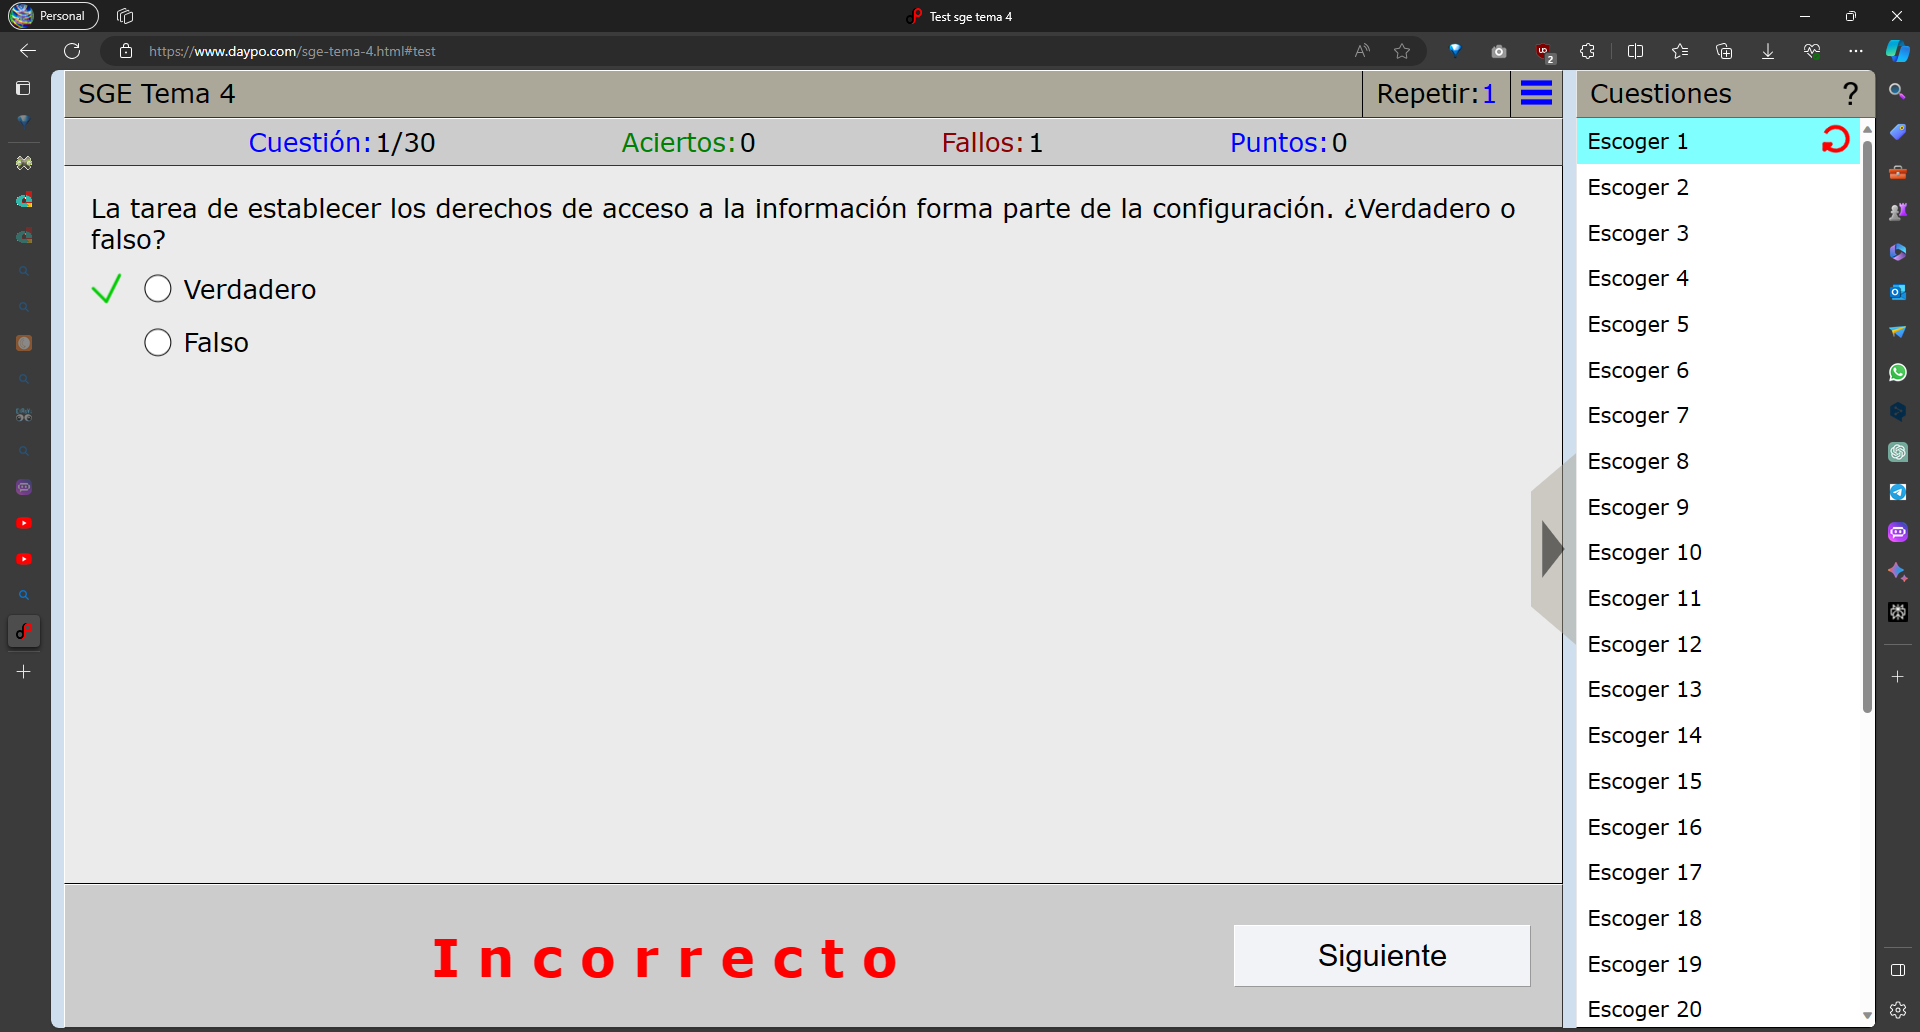 Personal
Test sge tema 4
https://www.daypo.com/sge-tema-4.html#test
2
SGE Tema 4
Repetir:1
Cuestiones
?
Cuestión:1/30
Aciertos:0
Fallos:1
Puntos:0
La tarea de establecer los derechos de acceso a la información forma parte de la configuración. ¿Verdadero o
falso?
Verdadero
Falso
Incorrecto
Siguiente
Escoger 1
Escoger 2
Escoger 3
Escoger 4
Escoger 5
Escoger 6
Escoger 7
Escoger 8
Escoger 9
Escoger 10
Escoger 11
Escoger 12
Escoger 13
Escoger 14
Escoger 15
Escoger 16
Escoger 17
Escoger 18
Escoger 19
Escoger 20